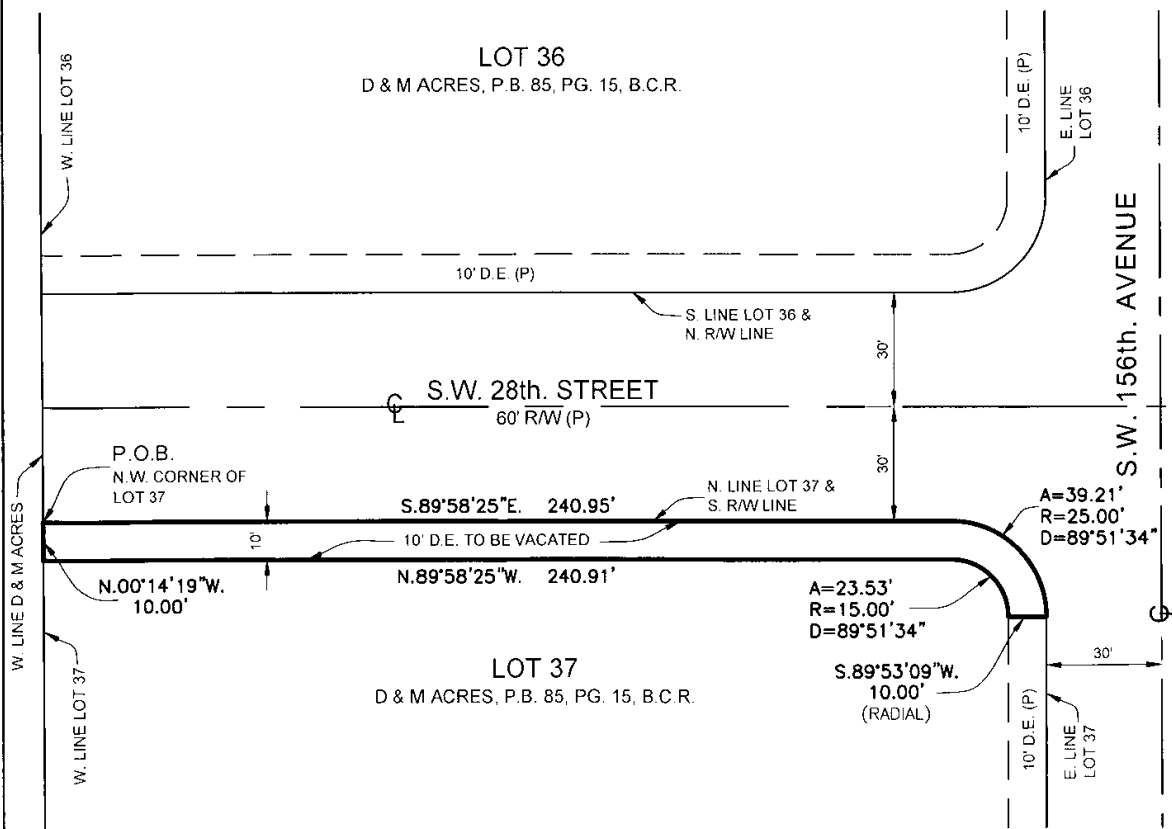 LOT 36
D & M ACRES, P.B. 85, PG. 15, B.C.R.
W. LINE LOT 36
10' D.E. (P)
E. LINE
LOT 36
10' D.E. (P)
S. LINE LOT 36 &
N. R/W LINE
30'
S.W. 156th. AVENUE
S.W. 28th. STREET
60' R/W (P)
℄
30'
P.O.B.
N.W. CORNER OF
LOT 37
N. LINE LOT 37 &
S. R/W LINE
S.89°58'25"E. 240.95'
A=39.21'
R=25.00'
D=89°51'34"
10'
10' D.E. TO BE VACATED
N.89°58'25"W. 240.91'
N.00°14'19"W.
10.00'
A=23.53'
R=15.00'
D=89°51'34"
℄
W. LINE D & M ACRES
W. LINE LOT 37
LOT 37
D & M ACRES, P.B. 85, PG. 15, B.C.R.
S.89°53'09"W.
10.00'
(RADIAL)
30'
10' D.E. (P)
E. LINE
LOT 37